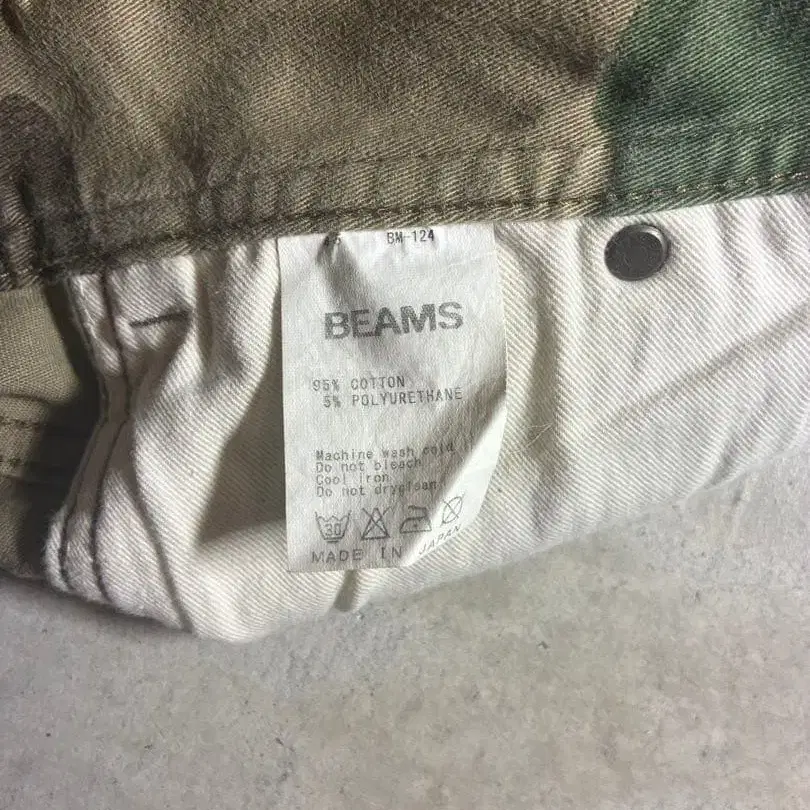 BM-124
BEAMS
95% COTTON
5% POLYURETHANE
Machine wash cold
Do not bleach
Cool iron
Do not dryclean
30
MADE IN JAPAN